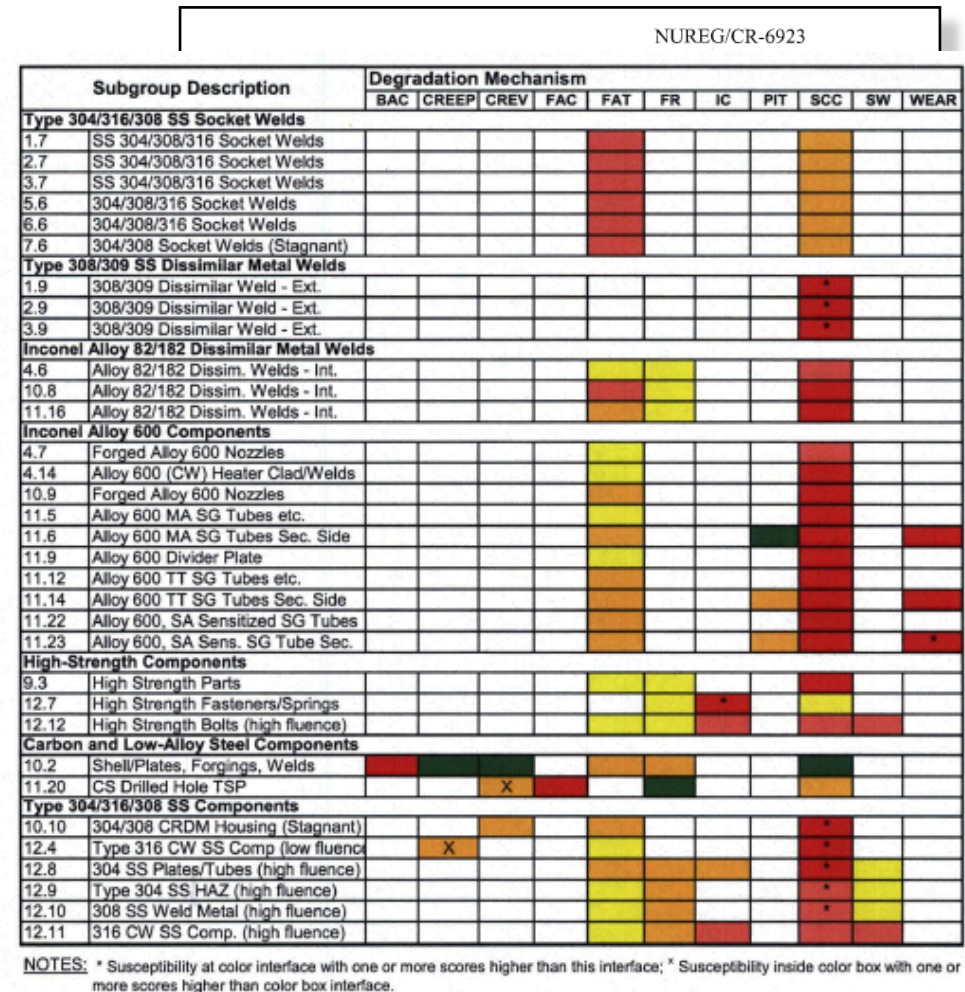 NUREG/CR-6923
Subgroup Description Degradation Mechanism
BAC CREEP CREV FAC FAT FR IC PIT SCC SW WEAR
Type 304/316/308 SS Socket Welds
1.7 SS 304/308/316 Socket Welds
2.7 SS 304/308/316 Socket Welds
3.7 SS 304/308/316 Socket Welds
5.6 304/308/316 Socket Welds
6.6 304/308/316 Socket Welds
7.6 304/308 Socket Welds (Stagnant)
Type 308/309 SS Dissimilar Metal Welds
1.9 308/309 Dissimilar Weld - Ext. *
2.9 308/309 Dissimilar Weld - Ext. *
3.9 308/309 Dissimilar Weld - Ext. *
Inconel Alloy 82/182 Dissimilar Metal Welds
4.6 Alloy 82/182 Dissim. Welds - Int.
10.8 Alloy 82/182 Dissim. Welds - Int.
11.16 Alloy 82/182 Dissim. Welds - Int.
Inconel Alloy 600 Components
4.7 Forged Alloy 600 Nozzles
4.14 Alloy 600 (CW) Heater Clad/Welds
10.9 Forged Alloy 600 Nozzles
11.5 Alloy 600 MA SG Tubes etc.
11.6 Alloy 600 MA SG Tubes Sec. Side
11.9 Alloy 600 Divider Plate
11.12 Alloy 600 TT SG Tubes etc.
11.14 Alloy 600 TT SG Tubes Sec. Side
11.22 Alloy 600, SA Sensitized SG Tubes
11.23 Alloy 600, SA Sens. SG Tube Sec. *
High-Strength Components
9.3 High Strength Parts
12.7 High Strength Fasteners/Springs *
12.12 High Strength Bolts (high fluence)
Carbon and Low-Alloy Steel Components
10.2 Shell/Plates, Forgings, Welds
11.20 CS Drilled Hole TSP X
Type 304/316/308 SS Components
10.10 304/308 CRDM Housing (Stagnant) *
12.4 Type 316 CW SS Comp (low fluenc X *
12.8 304 SS Plates/Tubes (high fluence) *
12.9 Type 304 SS HAZ (high fluence) *
12.10 308 SS Weld Metal (high fluence) *
12.11 316 CW SS Comp. (high fluence)
NOTES: * Susceptibility at color interface with one or more scores higher than this interface; x Susceptibility inside color box with one or
more scores higher than color box interface.